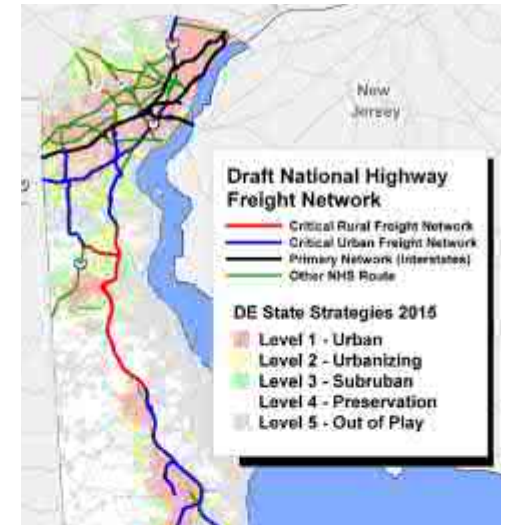 New
Jersey
Draft National Highway
Freight Network
Critical Rural Freight Network
Critical Urban Freight Network
Primary Network (Interstates)
Other NHS Route
DE State Strategies 2015
Level 1 - Urban
Level 2 - Urbanizing
Level 3 - Subruban
Level 4 - Preservation
Level 5 - Out of Play